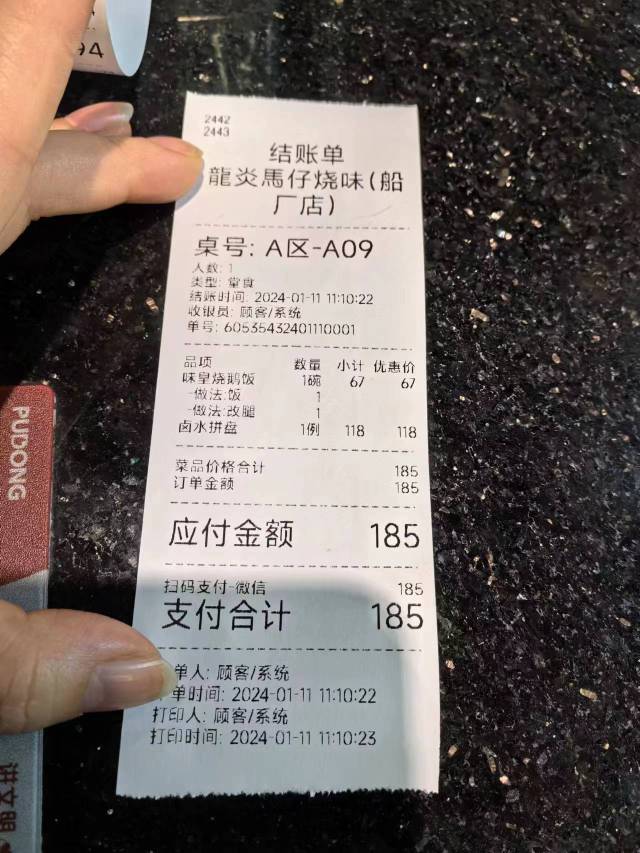 94
2442
2443
结账单
龍炎馬仔烧味(船
厂店)
桌号: A区-A09
人数: 1
类型: 堂食
结账时间: 2024-01-11 11:10:22
收银员: 顾客/系统
单号: 60535432401110001
品项 数量 小计 优惠价
味皇烧鹅饭 1碗 67 67
-做法:饭 1
-做法:改腿 1
卤水拼盘 1例 118 118
菜品价格合计 185
订单金额 185
应付金额 185
扫码支付-微信 185
支付合计 185
单人: 顾客/系统
单时间: 2024-01-11 11:10:22
打印人: 顾客/系统
打印时间: 2024-01-11 11:10:23
PUDONG